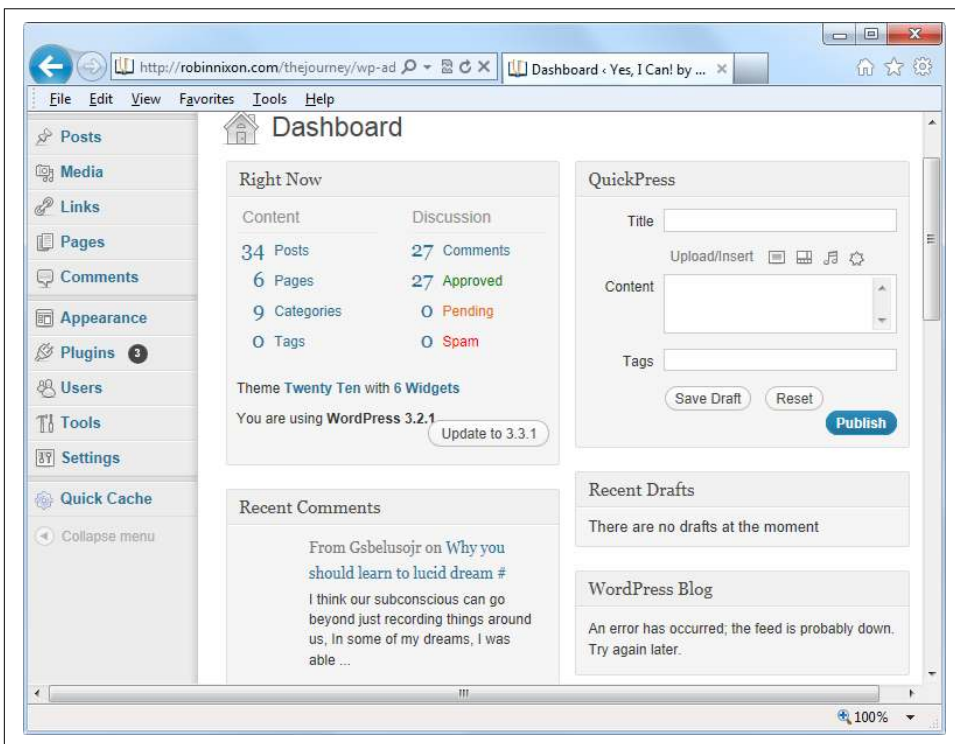 http://robinnixon.com/thejourney/wp-ad
Dashboard ‹ Yes, I Can! by ...
File Edit View Favorites Tools Help
Posts
Media
Links
Pages
Comments
Appearance
Plugins 3
Users
Tools
Settings
Quick Cache
Collapse menu
Dashboard
Right Now
Content Discussion
34 Posts 27 Comments
6 Pages 27 Approved
9 Categories 0 Pending
0 Tags 0 Spam
Theme Twenty Ten with 6 Widgets
You are using WordPress 3.2.1
Update to 3.3.1
Recent Comments
From Gsbelusojr on Why you
should learn to lucid dream #
I think our subconscious can go
beyond just recording things around
us, In some of my dreams, I was
able ...
QuickPress
Title
Upload/Insert
Content
Tags
Save Draft Reset
Publish
Recent Drafts
There are no drafts at the moment
WordPress Blog
An error has occurred; the feed is probably down.
Try again later.
100%